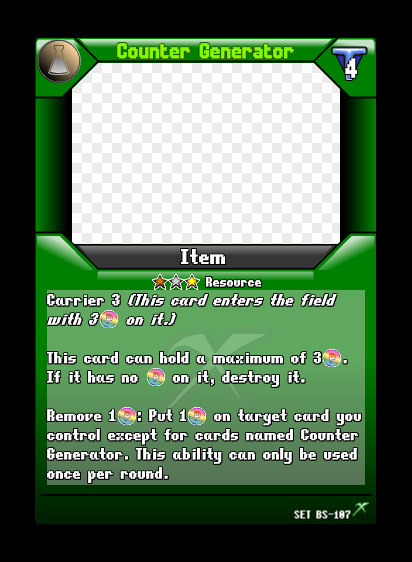 Counter Generator
4
Item
Resource
Carrier 3 (This card enters the field
with 3 P on it.)
This card can hold a maximum of 3 P.
If it has no P on it, destroy it.
Remove 1 P: Put 1 P on target card you
control except for cards named Counter
Generator. This ability can only be used
once per round.
SET BS-107